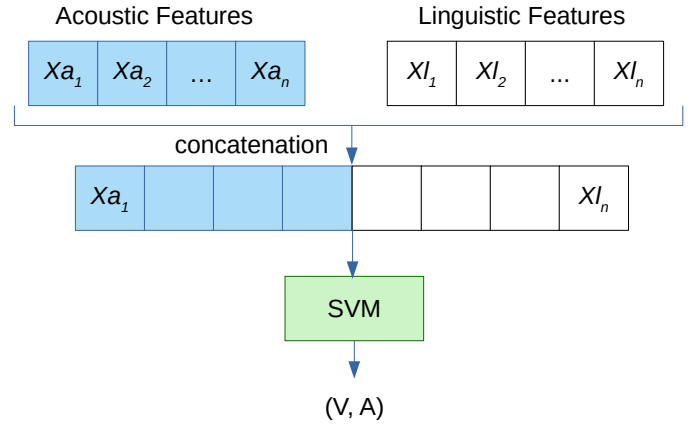 Acoustic Features Linguistic Features
Xa₁ Xa₂ ... Xaₙ Xl₁ Xl₂ ... Xlₙ
concatenation
Xa₁ Xlₙ
SVM
(V, A)